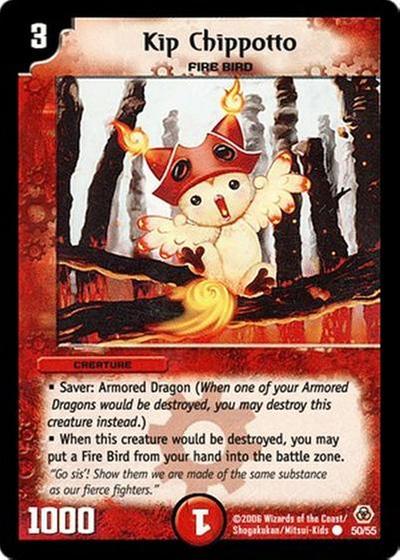 3
Kip Chippotto
FIRE BIRD
CREATURE
▪ Saver: Armored Dragon (When one of your Armored
Dragons would be destroyed, you may destroy this
creature instead.)
▪ When this creature would be destroyed, you may
put a Fire Bird from your hand into the battle zone.
"Go sis'! Show them we are made of the same substance
as our fierce fighters."
1000
1
©2006 Wizards of the Coast/
Shogakukan/Mitsui-Kids ● 50/55